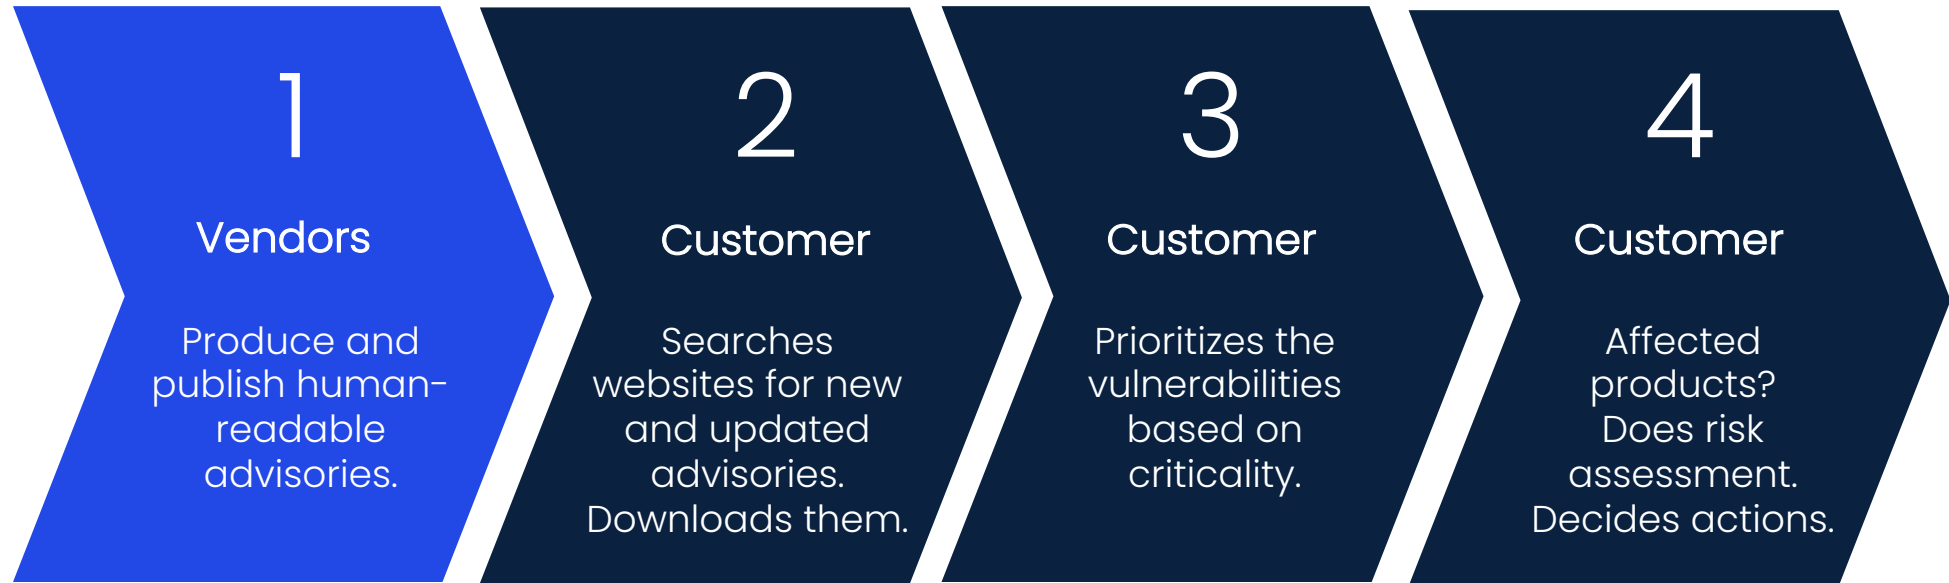 1
Vendors
Produce and
publish human-
readable
advisories.
2
Customer
Searches
websites for new
and updated
advisories.
Downloads them.
3
Customer
Prioritizes the
vulnerabilities
based on
criticality.
4
Customer
Affected
products?
Does risk
assessment.
Decides actions.